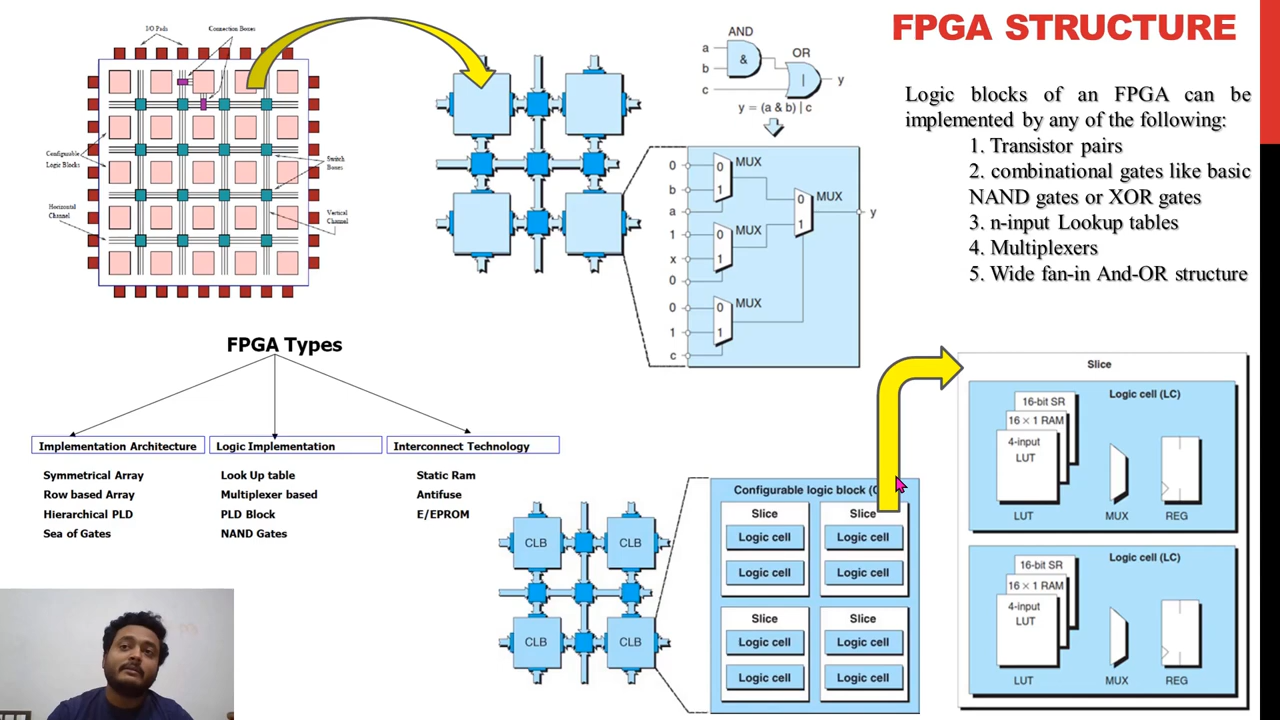 FPGA STRUCTURE
I/O Pads
Connection Boxes
Configurable
Logic Blocks
Switch
Boxes
Horizontal
Channel
Vertical
Channel
AND
OR
a
b
c
&
|
y
y = (a & b) | c
0
b
a
1
x
0
0
1
c
MUX
0
1
MUX
0
1
MUX
0
1
MUX
0
1
y
Logic blocks of an FPGA can be
implemented by any of the following:
1. Transistor pairs
2. combinational gates like basic
NAND gates or XOR gates
3. n-input Lookup tables
4. Multiplexers
5. Wide fan-in And-OR structure
FPGA Types
Implementation Architecture
Symmetrical Array
Row based Array
Hierarchical PLD
Sea of Gates
Logic Implementation
Look Up table
Multiplexer based
PLD Block
NAND Gates
Interconnect Technology
Static Ram
Antifuse
E/EPROM
CLB
CLB
CLB
CLB
Configurable logic block (
Slice
Logic cell
Logic cell
Slice
Logic cell
Logic cell
Slice
Logic cell
Logic cell
Slice
Logic cell
Logic cell
Slice
Logic cell (LC)
16-bit SR
16 × 1 RAM
4-input
LUT
LUT
MUX
REG
Logic cell (LC)
16-bit SR
16 × 1 RAM
4-input
LUT
LUT
MUX
REG